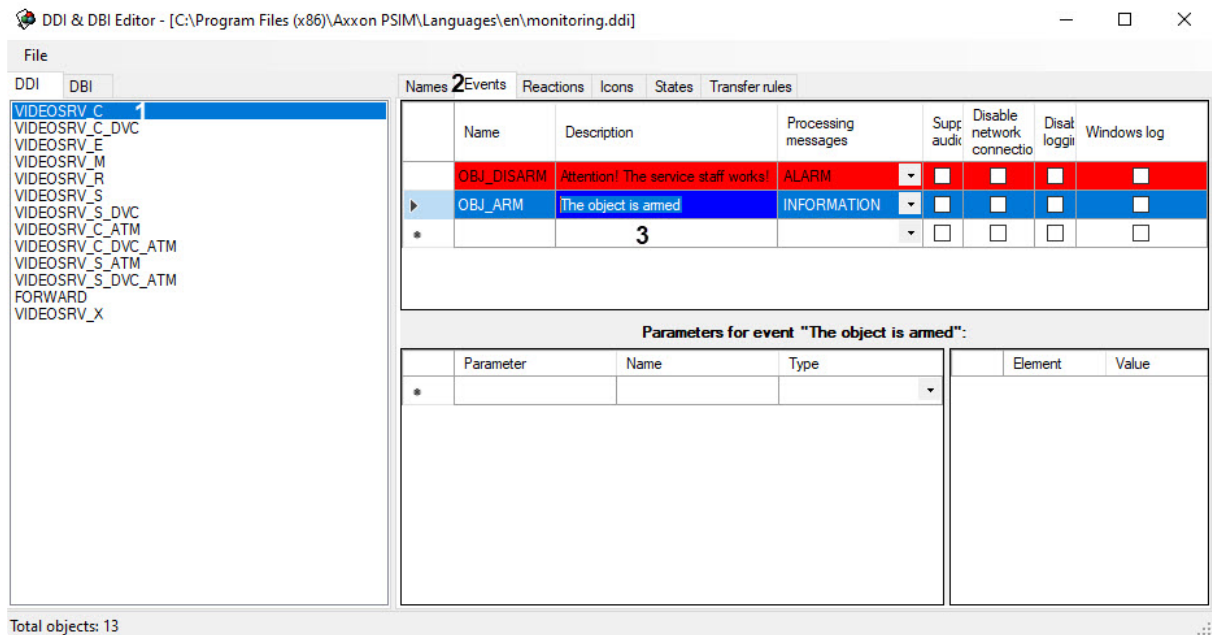 DDI & DBI Editor - [C:\Program Files (x86)\Axxon PSIM\Languages\en\monitoring.ddi]
File
DDI DBI
Names 2 Events Reactions Icons States Transfer rules
VIDEOSRV_C 1
VIDEOSRV_C_DVC
VIDEOSRV_E
VIDEOSRV_M
VIDEOSRV_R
VIDEOSRV_S
VIDEOSRV_S_DVC
VIDEOSRV_C_ATM
VIDEOSRV_C_DVC_ATM
VIDEOSRV_S_ATM
VIDEOSRV_S_DVC_ATM
FORWARD
VIDEOSRV_X
Name Description Processing messages Supp audic Disable network connectio Disab loggin Windows log
OBJ_DISARM Attention! The service staff works! ALARM
OBJ_ARM The object is armed INFORMATION
3
Parameters for event "The object is armed":
Parameter Name Type Element Value
Total objects: 13